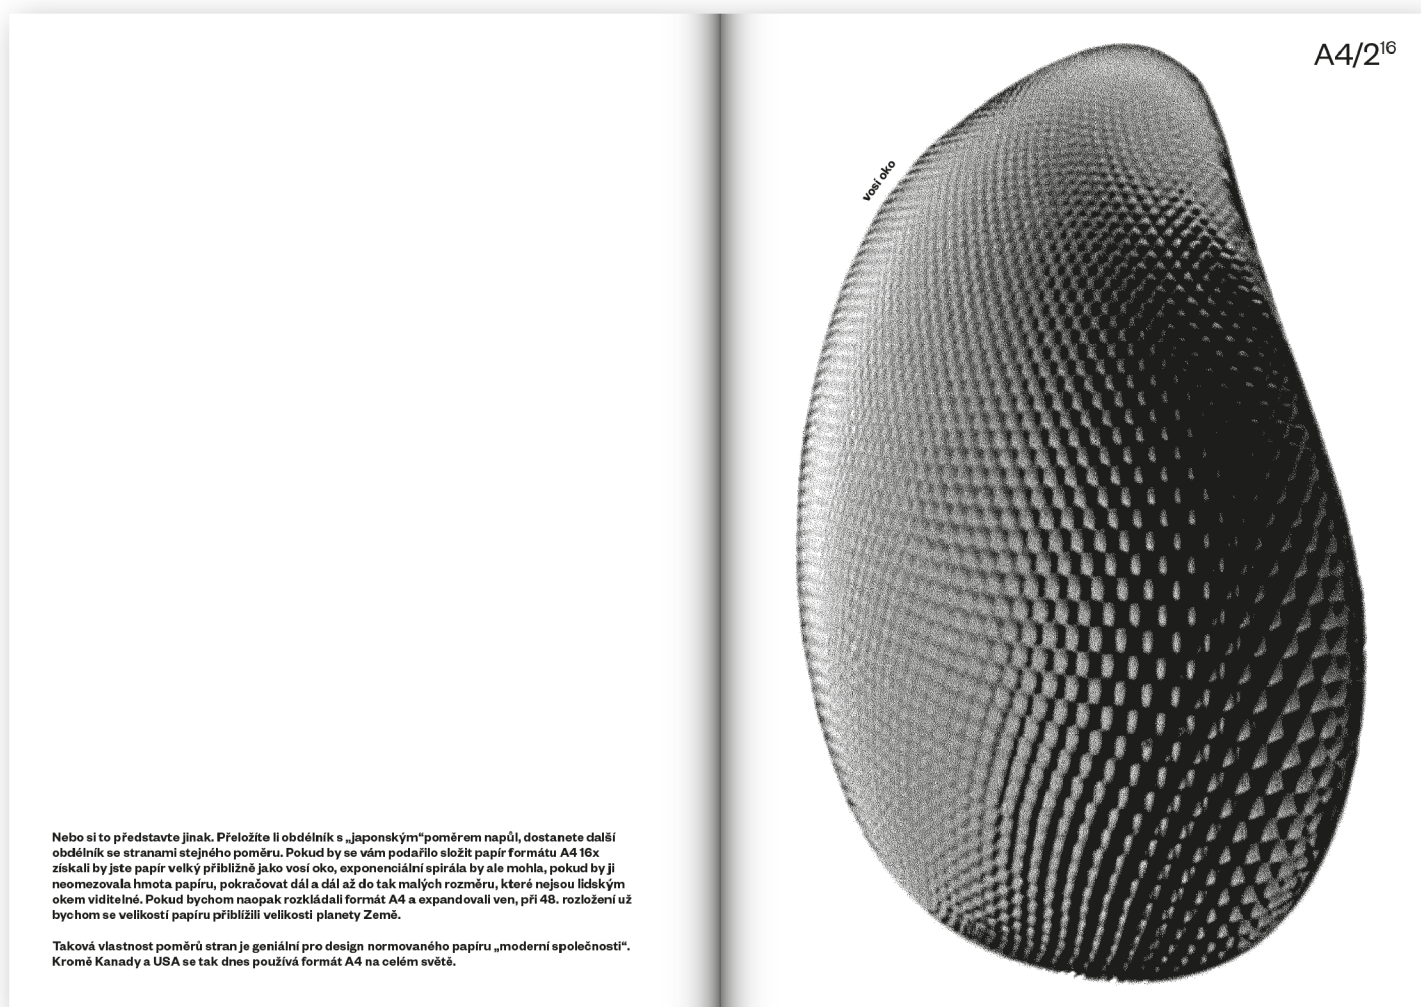 Nebo si to představte jinak. Přeložíte li obdélník s „japonským“poměrem napůl, dostanete další
obdélník se stranami stejného poměru. Pokud by se vám podařilo složit papír formátu A4 16x
získali by jste papír velký přibližně jako vosí oko, exponenciální spirála by ale mohla, pokud by ji
neomezovala hmota papíru, pokračovat dál a dál až do tak malých rozměru, které nejsou lidským
okem viditelné. Pokud bychom naopak rozkládali formát A4 a expandovali ven, při 48. rozložení už
bychom se velikostí papíru přiblížili velikosti planety Země.
Taková vlastnost poměrů stran je geniální pro design normovaného papíru „moderní společnosti“.
Kromě Kanady a USA se tak dnes používá formát A4 na celém světě.
A4/2¹⁶
vosí oko